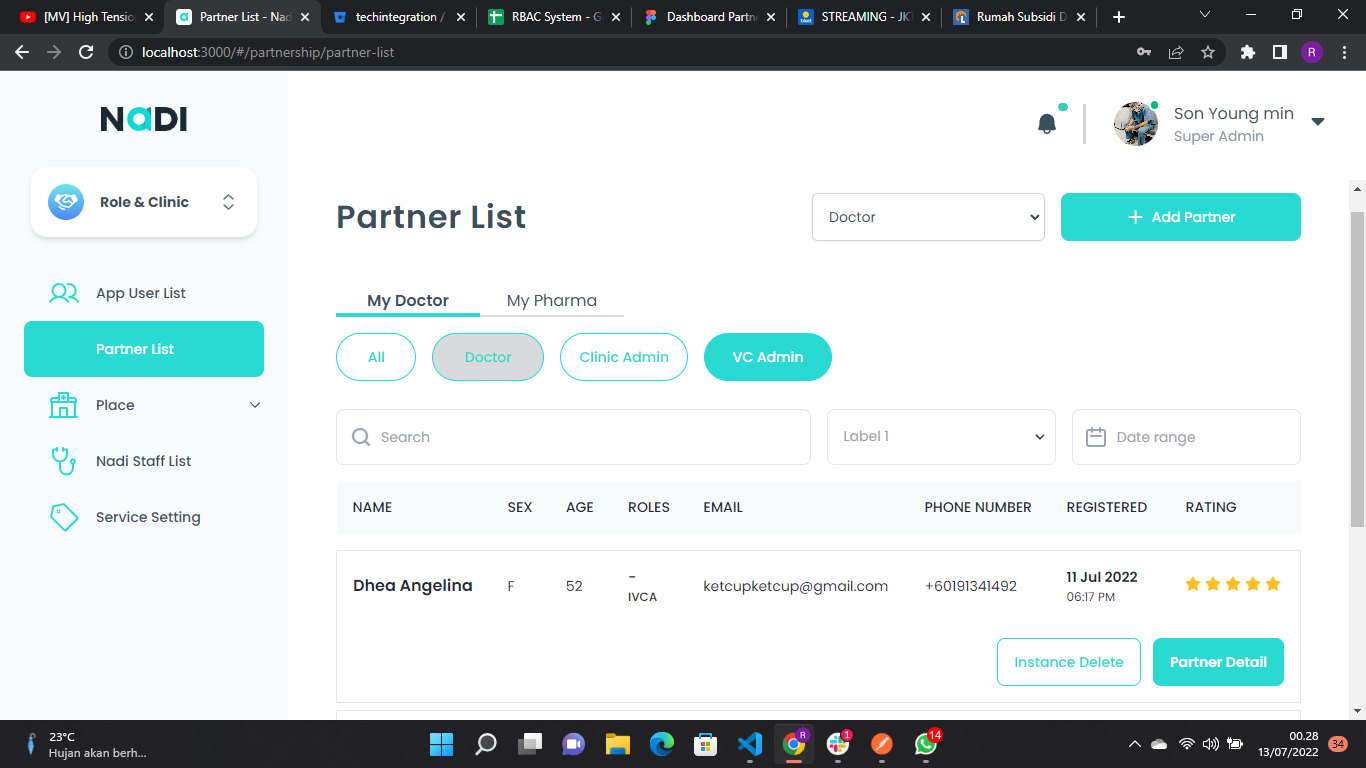 [MV] High Tensio
Partner List - Nad
techintegration /
RBAC System - G
Dashboard Partn
STREAMING - JK
Rumah Subsidi D
localhost:3000/#/partnership/partner-list
R
NaDI
Son Young min
Super Admin
Role & Clinic
Partner List
Doctor
+ Add Partner
App User List
Partner List
Place
Nadi Staff List
Service Setting
My Doctor
My Pharma
All
Doctor
Clinic Admin
VC Admin
Search
Label 1
Date range
NAME SEX AGE ROLES EMAIL PHONE NUMBER REGISTERED RATING
Dhea Angelina F 52 - ketcupketcup@gmail.com +60191341492 11 Jul 2022
IVCA 06:17 PM
Instance Delete
Partner Detail
23°C
Hujan akan berh...
R
1
14
00.28
13/07/2022
34